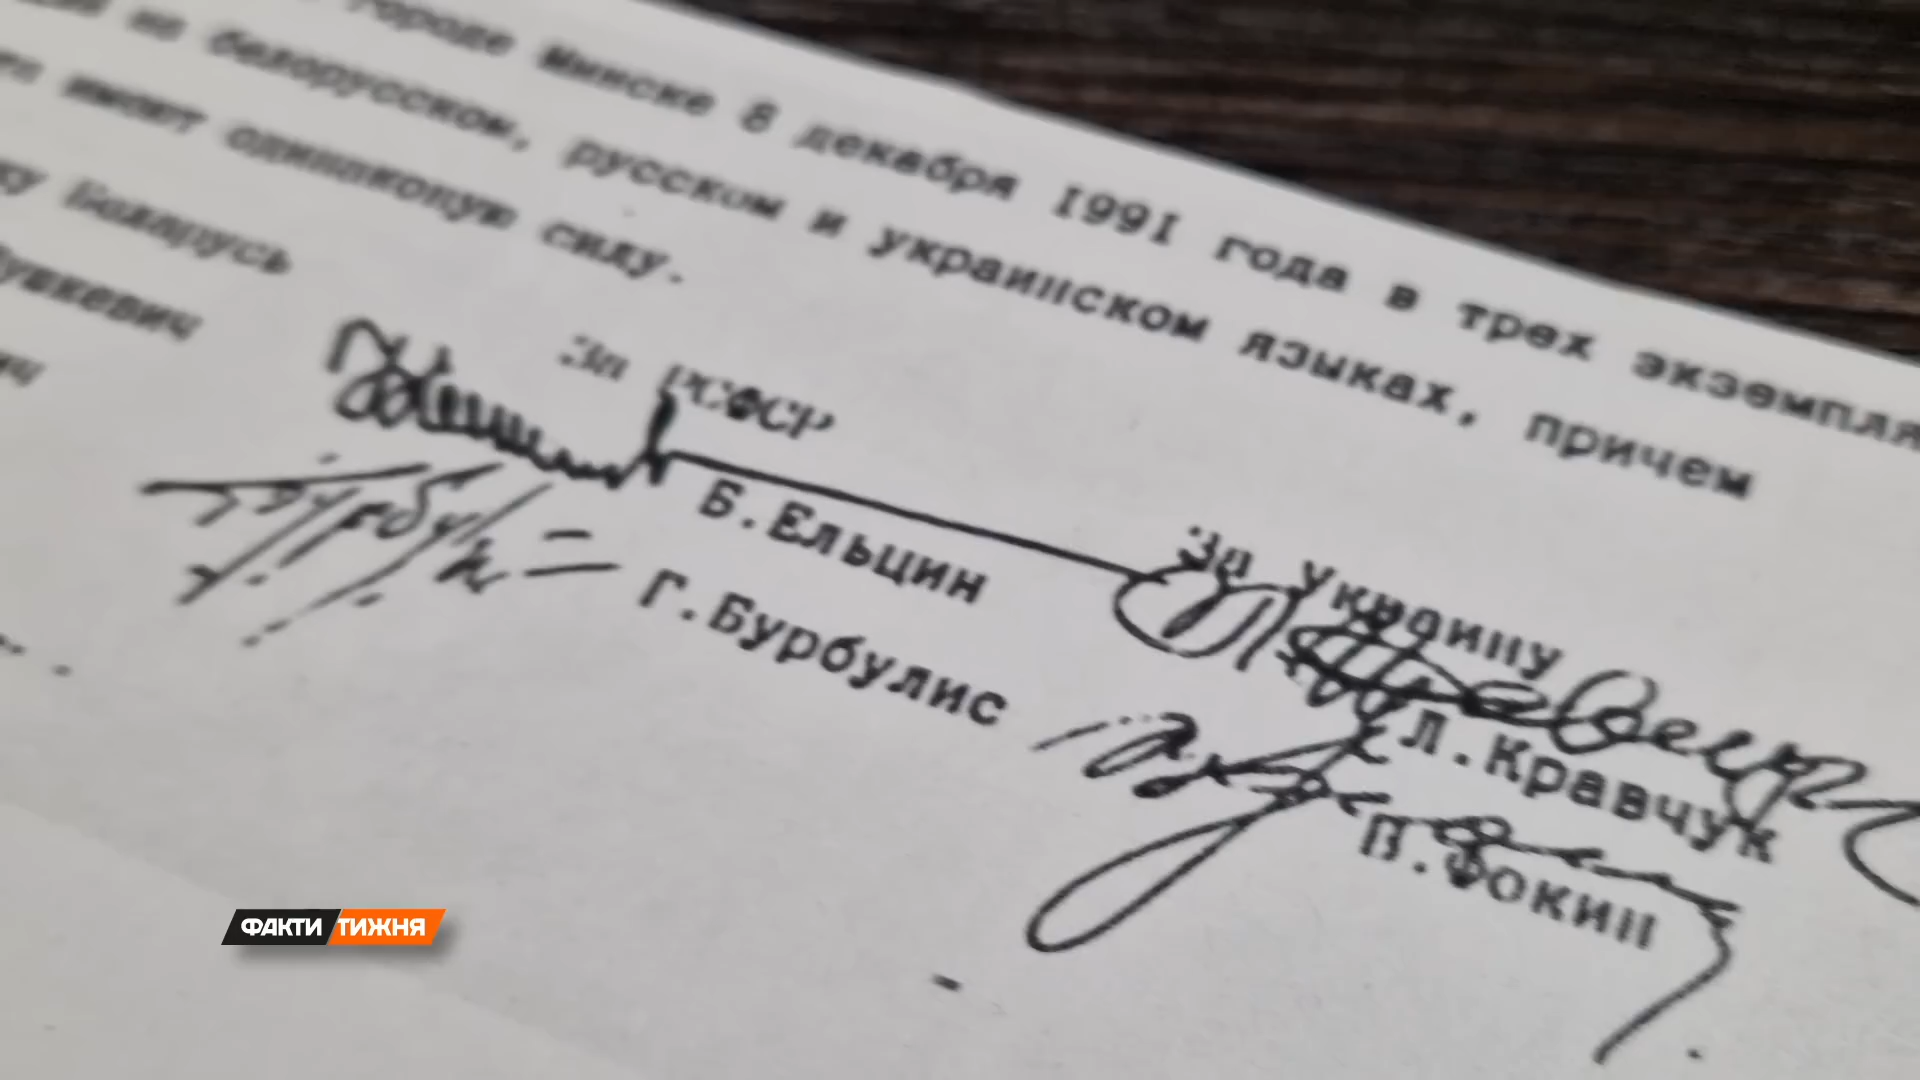 городе Минске 8 декабря 1991 года в трех экземпля
на белорусском, русском и украинском языках, причем
имеют одинаковую силу.
Беларусь
За РСФСР
Б.Ельцин
Г.Бурбулис
За Украину
Л.Кравчук
В.Фокин
ФАКТИ ТИЖНЯ